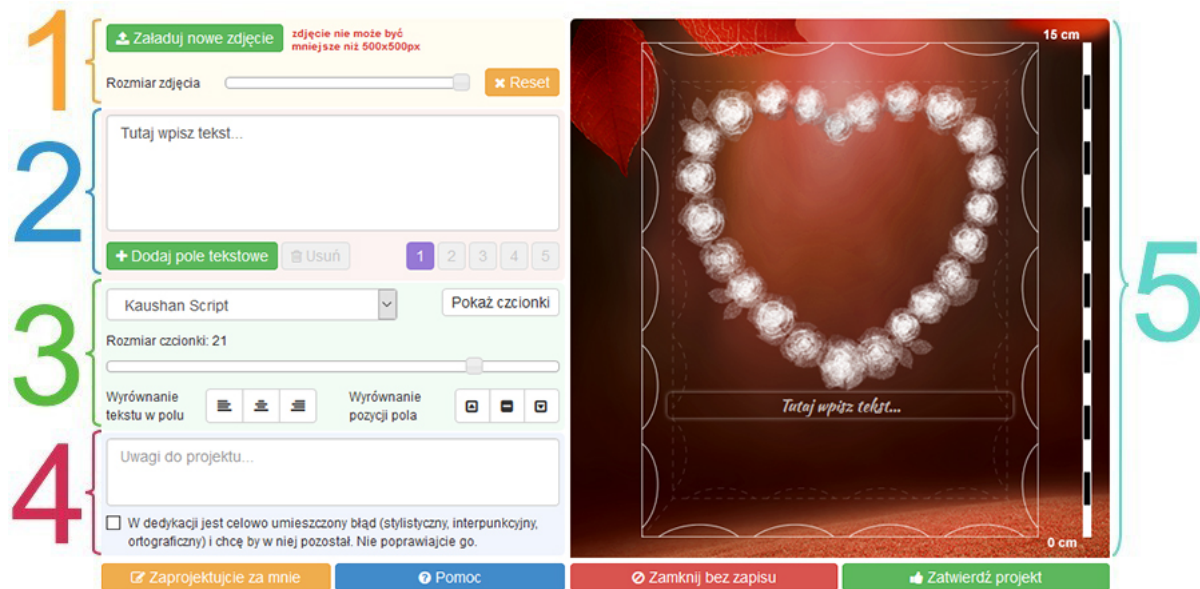 1
Załaduj nowe zdjęcie
zdjęcie nie może być
mniejsze niż 500x500px
Rozmiar zdjęcia
Reset
2
Tutaj wpisz tekst...
Dodaj pole tekstowe
Usuń
1 2 3 4 5
3
Kaushan Script
Pokaż czcionki
Rozmiar czcionki: 21
Wyrównanie
tekstu w polu
Wyrównanie
pozycji pola
4
Uwagi do projektu...
W dedykacji jest celowo umieszczony błąd (stylistyczny, interpunkcyjny,
ortograficzny) i chcę by w niej pozostał. Nie poprawiajcie go.
Zaprojektujcie za mnie
Pomoc
15 cm
Tutaj wpisz tekst...
0 cm
5
Zamknij bez zapisu
Zatwierdź projekt